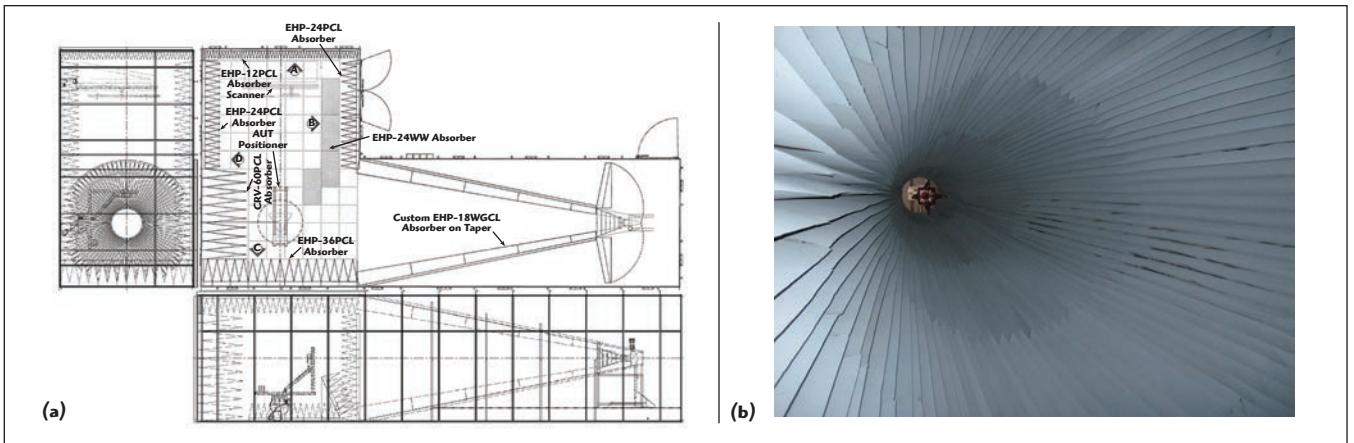 EHP-24PCL
Absorber
EHP-12PCL
Absorber
Scanner
A
EHP-24PCL
Absorber
AUT
Positioner
B
EHP-24WW Absorber
D
CRV-60PCL
Absorber
Custom EHP-18WGCL
Absorber on Taper
EHP-36PCL
Absorber
C
(a)
(b)